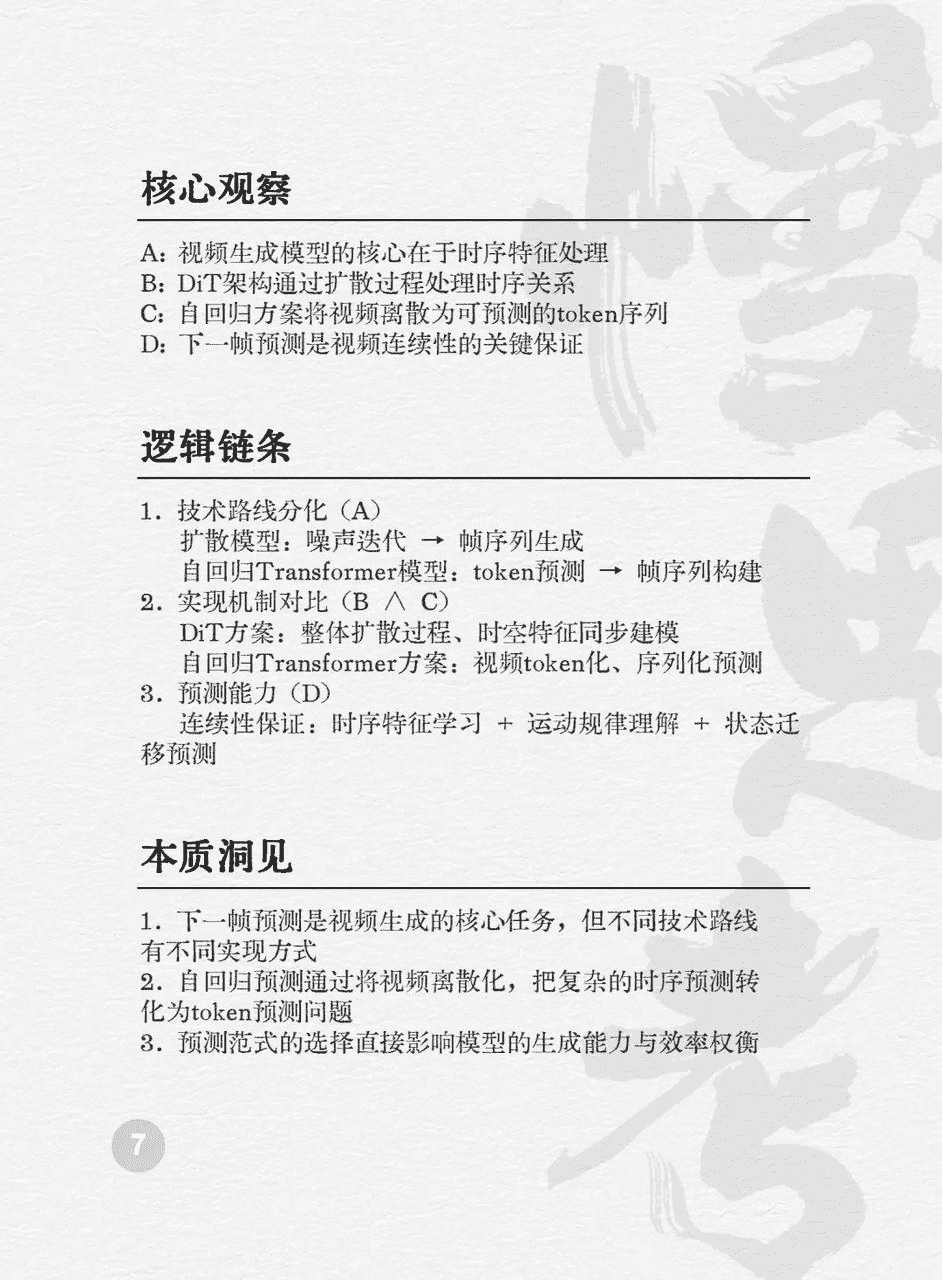 核心观察
A：视频生成模型的核心在于时序特征处理
B：DiT架构通过扩散过程处理时序关系
C：自回归方案将视频离散为可预测的token序列
D：下一帧预测是视频连续性的关键保证
逻辑链条
1．技术路线分化（A）
扩散模型：噪声迭代 → 帧序列生成
自回归Transformer模型：token预测 → 帧序列构建
2．实现机制对比（B ∧ C）
DiT方案：整体扩散过程、时空特征同步建模
自回归Transformer方案：视频token化、序列化预测
3．预测能力（D）
连续性保证：时序特征学习 + 运动规律理解 + 状态迁
移预测
本质洞见
1．下一帧预测是视频生成的核心任务，但不同技术路线
有不同实现方式
2．自回归预测通过将视频离散化，把复杂的时序预测转
化为token预测问题
3．预测范式的选择直接影响模型的生成能力与效率权衡
7
慢思考